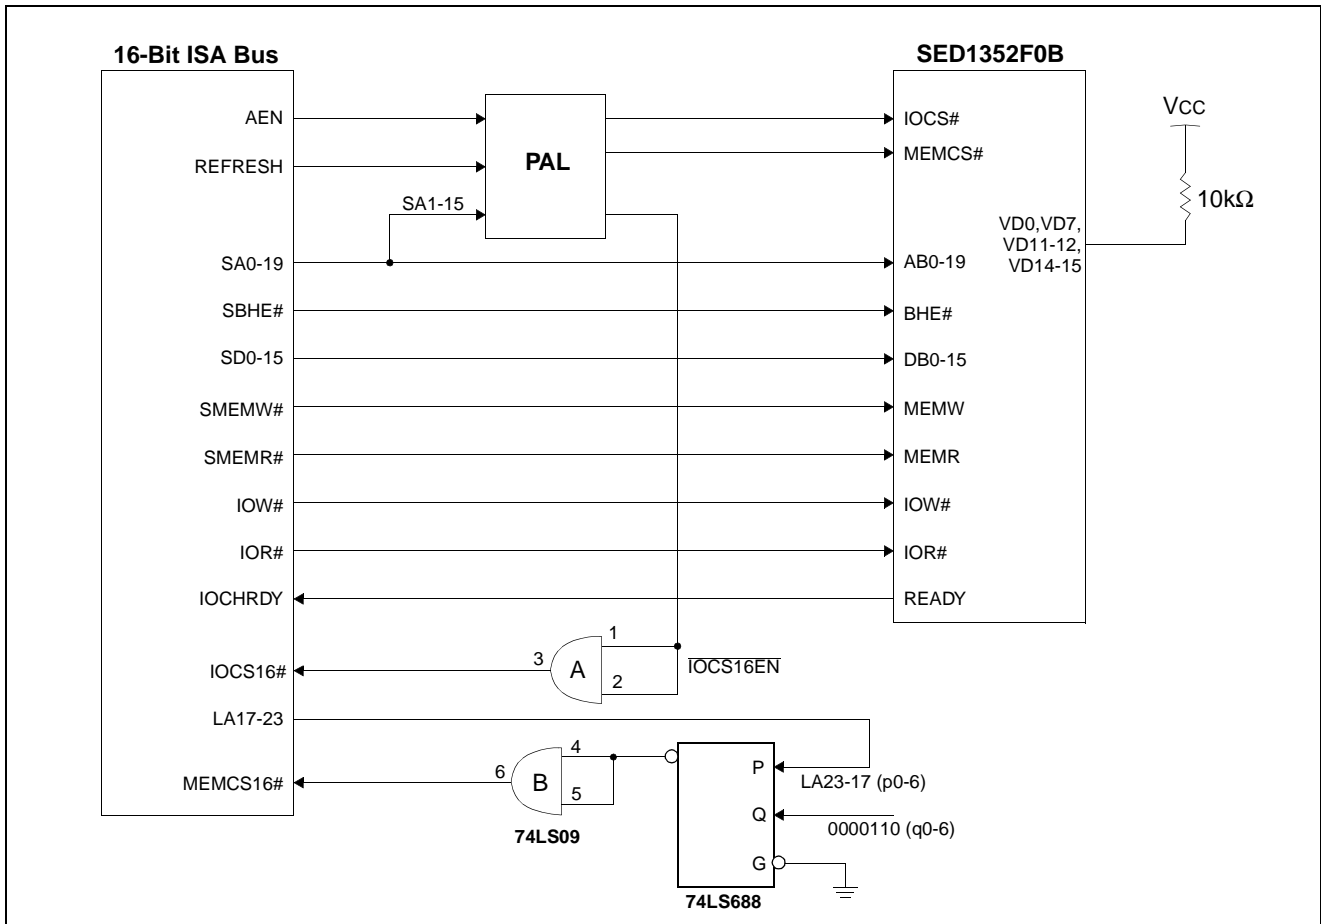 16-Bit ISA Bus
SED1352F0B
AEN
REFRESH
SA0-19
SBHE#
SD0-15
SMEMW#
SMEMR#
IOW#
IOR#
IOCHRDY
IOCS16#
LA17-23
MEMCS16#
PAL
SA1-15
IOCS#
MEMCS#
AB0-19
BHE#
DB0-15
MEMW
MEMR
IOW#
IOR#
READY
VD0,VD7,
VD11-12,
VD14-15
VCC
10kΩ
1
2
3
A
IOCS16EN
4
5
6
B
74LS09
P
Q
G
LA23-17 (p0-6)
0000110 (q0-6)
74LS688